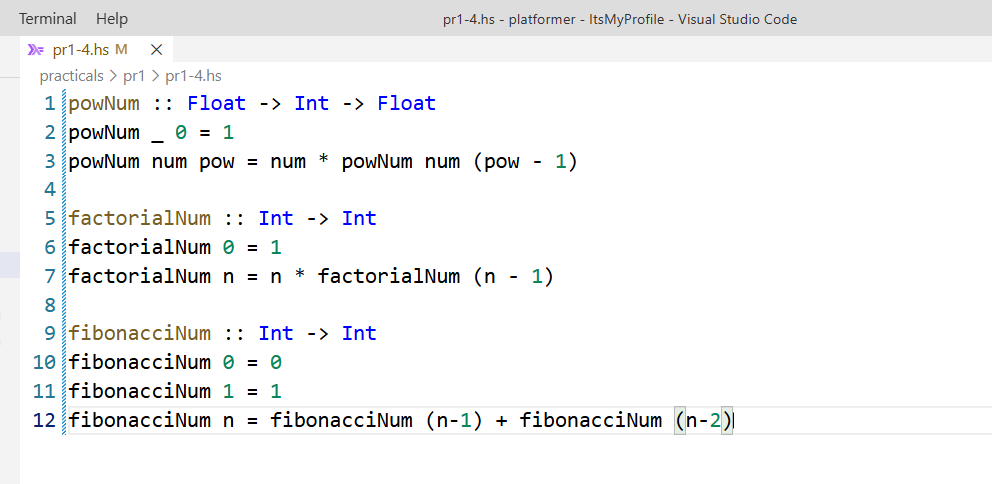 Terminal Help pr1-4.hs - platformer - ItsMyProfile - Visual Studio Code
pr1-4.hs M
practicals > pr1 > pr1-4.hs
1 powNum :: Float -> Int -> Float
2 powNum _ 0 = 1
3 powNum num pow = num * powNum num (pow - 1)
4
5 factorialNum :: Int -> Int
6 factorialNum 0 = 1
7 factorialNum n = n * factorialNum (n - 1)
8
9 fibonacciNum :: Int -> Int
10 fibonacciNum 0 = 0
11 fibonacciNum 1 = 1
12 fibonacciNum n = fibonacciNum (n-1) + fibonacciNum (n-2)